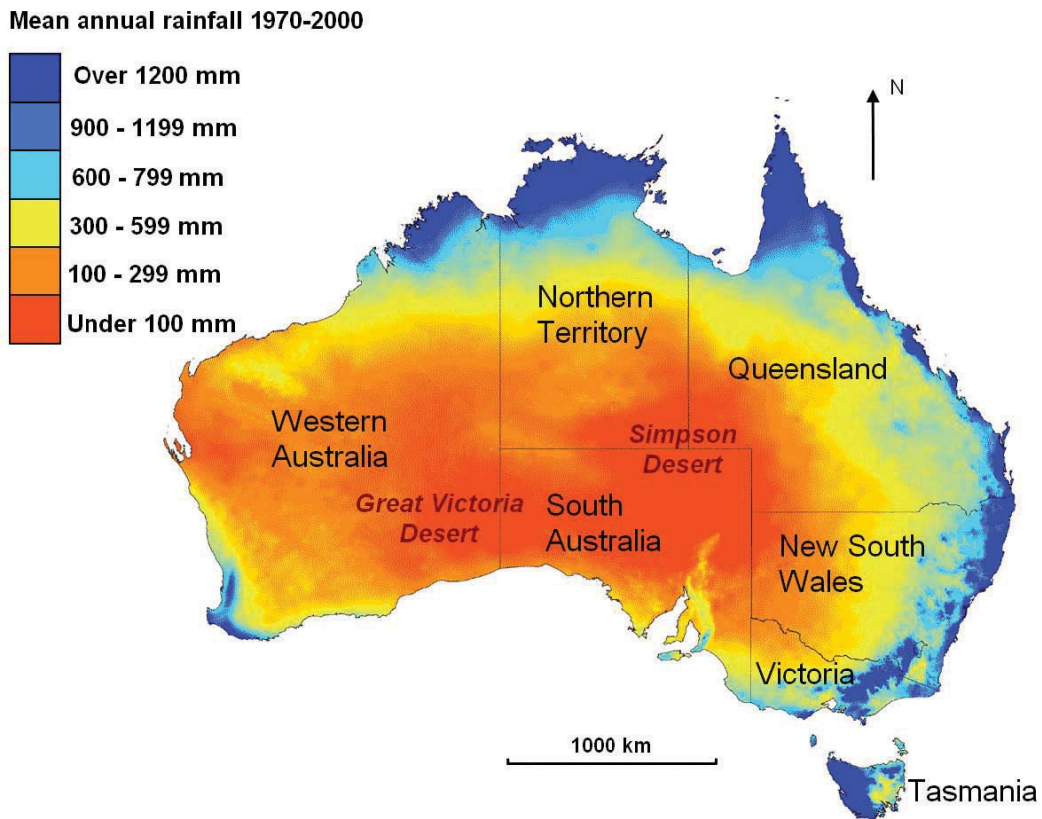 Mean annual rainfall 1970-2000
Over 1200 mm
900 - 1199 mm
600 - 799 mm
300 - 599 mm
100 - 299 mm
Under 100 mm
N
Northern
Territory
Queensland
Western
Australia
Simpson
Desert
Great Victoria
Desert
South
Australia
New South
Wales
Victoria
1000 km
Tasmania